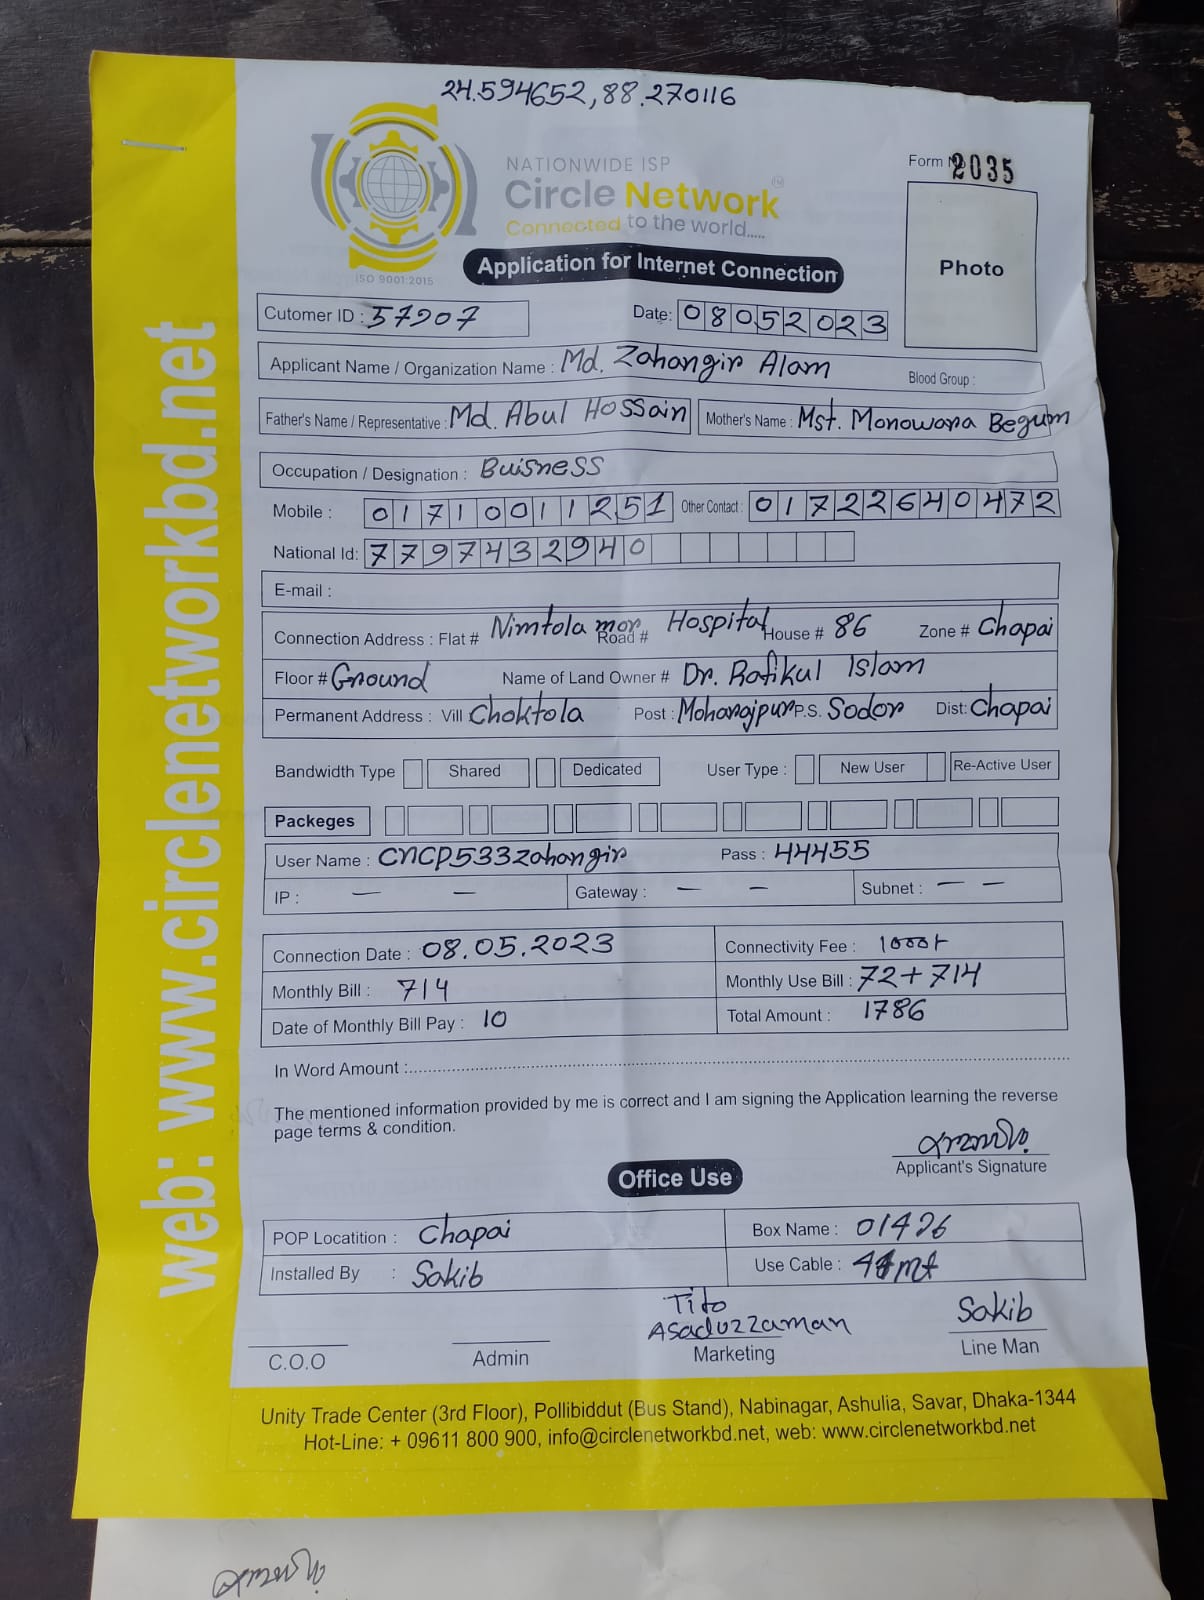 24.594652, 88.270116
NATIONWIDE ISP
Circle Network
Connected to the world.....
ISO 9001:2015
Form 2035
Photo
Application for Internet Connection
Cutomer ID : 57907 Date: 08052023
Applicant Name / Organization Name : Md. Zahangir Alam Blood Group :
Father's Name / Representative : Md. Abul Hossain Mother's Name : Mst. Monowara Begum
Occupation / Designation : Buisness
Mobile : 01710011251 Other Contact : 01722640472
National Id: 7797432940
E-mail :
Connection Address : Flat # Nimtola mor Road # Hospital House # 86 Zone # Chapai
Floor # Ground Name of Land Owner # Dr. Rafikul Islam
Permanent Address : Vill Choktola Post : Moharajpur P.S. Sodor Dist: Chapai
Bandwidth Type Shared Dedicated User Type : New User Re-Active User
Packeges
User Name : CNCP533zahangir Pass : 44455
IP : — — Gateway : — — Subnet : — —
Connection Date : 08.05.2023 Connectivity Fee : 1000/-
Monthly Bill : 714 Monthly Use Bill : 72+714
Date of Monthly Bill Pay : 10 Total Amount : 1786
In Word Amount :
The mentioned information provided by me is correct and I am signing the Application learning the reverse
page terms & condition.
Applicant's Signature
Office Use
POP Locatition : Chapai Box Name : 01426
Installed By : Sakib Use Cable : mt
Tito
Asaduzzaman Sakib
C.O.O Admin Marketing Line Man
Unity Trade Center (3rd Floor), Pollibiddut (Bus Stand), Nabinagar, Ashulia, Savar, Dhaka-1344
Hot-Line: + 09611 800 900, info@circlenetworkbd.net, web: www.circlenetworkbd.net
web: www.circlenetworkbd.net